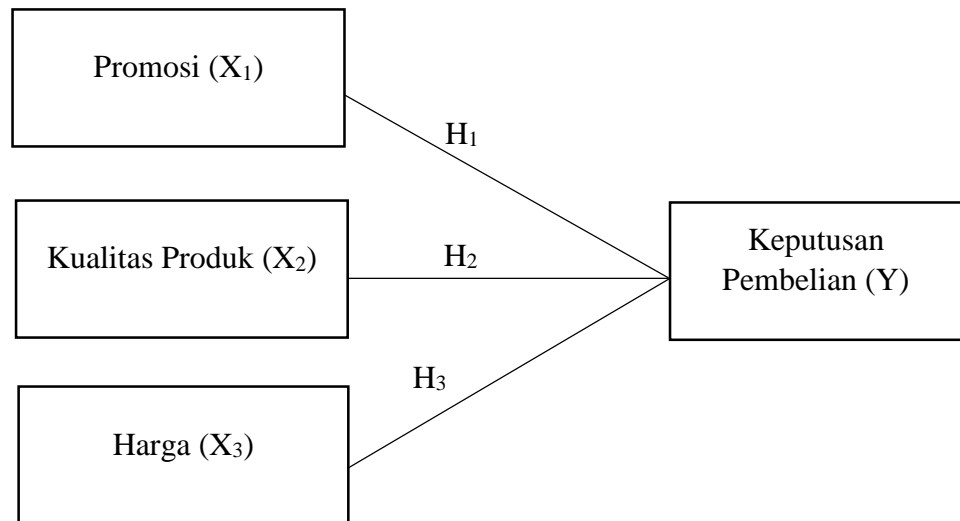 Promosi (X₁)
H₁
Kualitas Produk (X₂)
H₂
Keputusan
Pembelian (Y)
H₃
Harga (X₃)